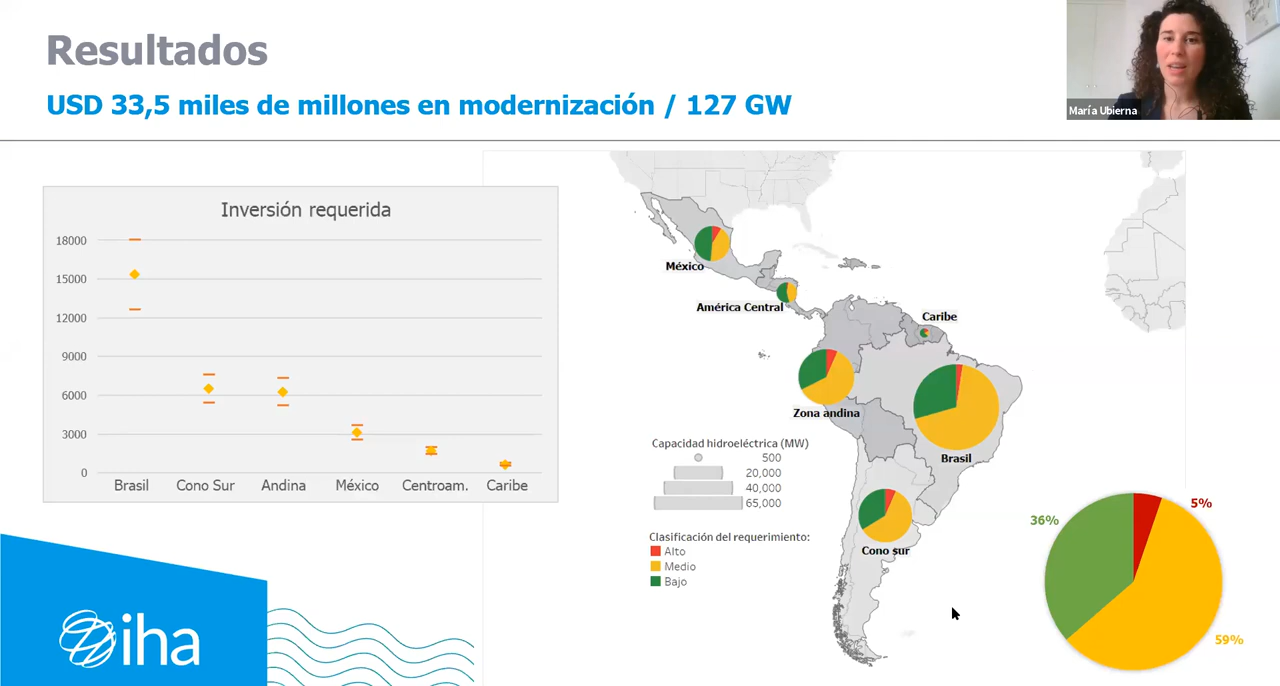 Resultados
USD 33,5 miles de millones en modernización / 127 GW
María Ubierna
Inversión requerida
18000
15000
12000
9000
6000
3000
0
Brasil
Cono Sur
Andina
México
Centroam.
Caribe
México
América Central
Caribe
Zona andina
Brasil
Cono sur
Capacidad hidroeléctrica (MW)
500
20,000
40,000
65,000
Clasificación del requerimiento:
Alto
Medio
Bajo
36%
5%
59%
iha